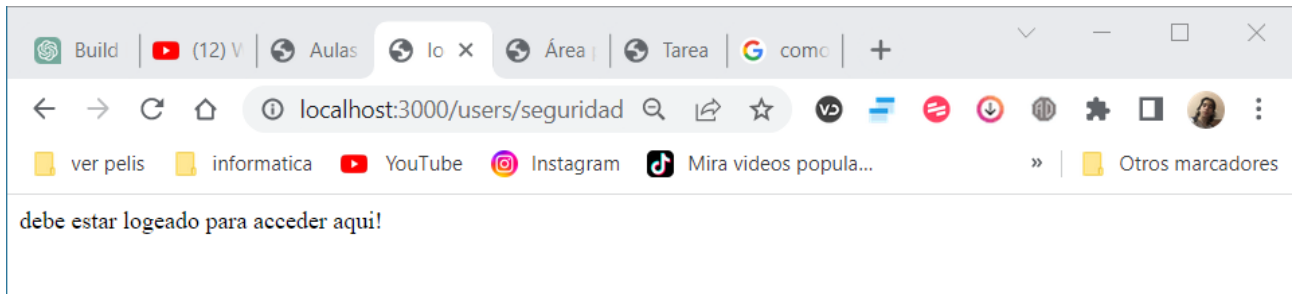 Build
(12) V
Aulas
lo
Área p
Tarea
como
localhost:3000/users/seguridad
ver pelis
informatica
YouTube
Instagram
Mira videos popula...
»
Otros marcadores
debe estar logeado para acceder aqui!